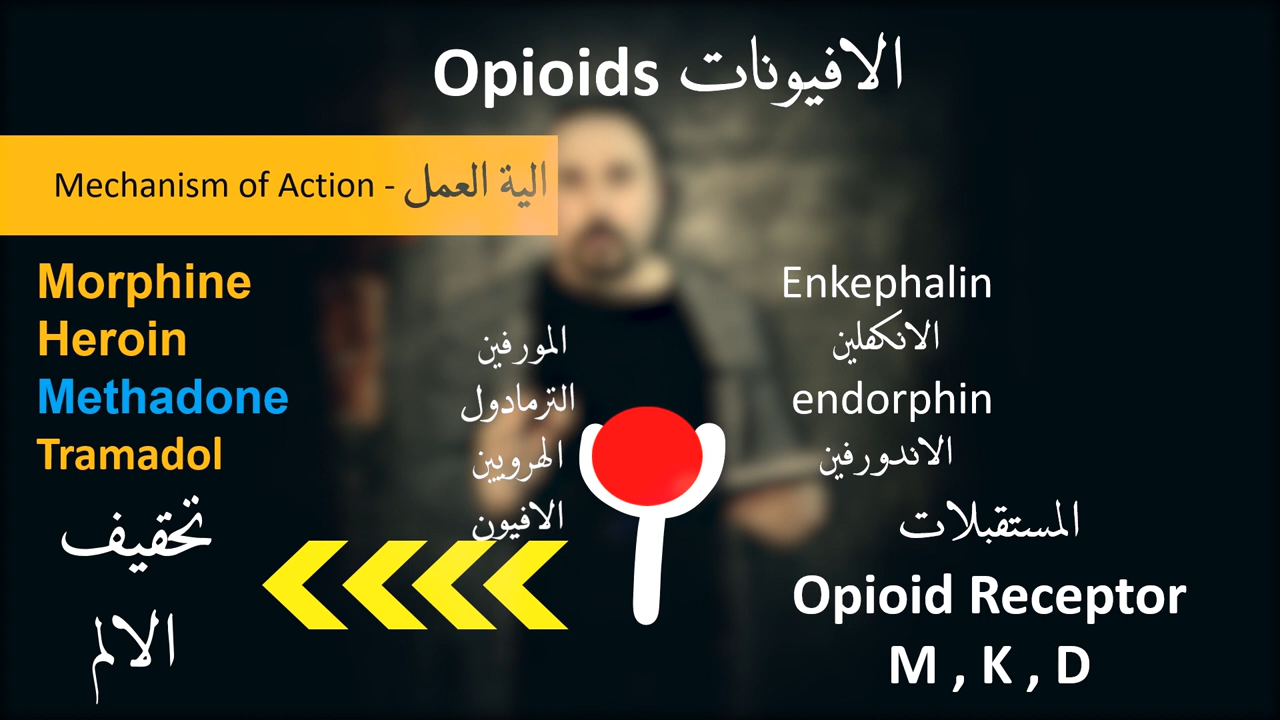 Opioids الافيونات
Mechanism of Action - الية العمل
Morphine
Heroin
Methadone
Tramadol
تخفيف
الالم
المورفين
الترمادول
الهرويين
الافيون
Enkephalin
الانكفلين
endorphin
الاندورفين
المستقبلات
Opioid Receptor
M , K , D